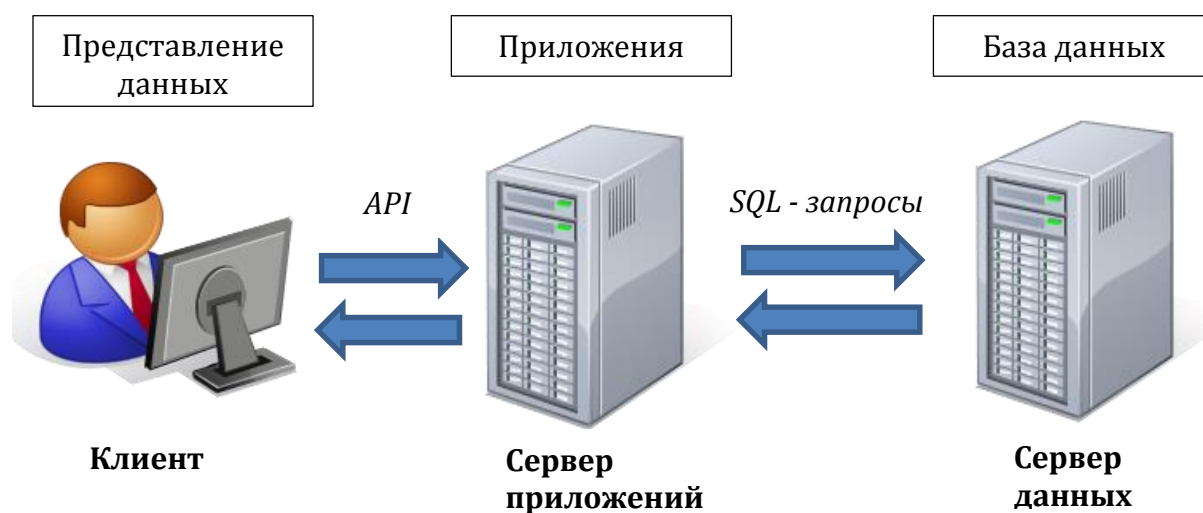 Представление
данных
Приложения
База данных
API
SQL - запросы
Клиент
Сервер
приложений
Сервер
данных